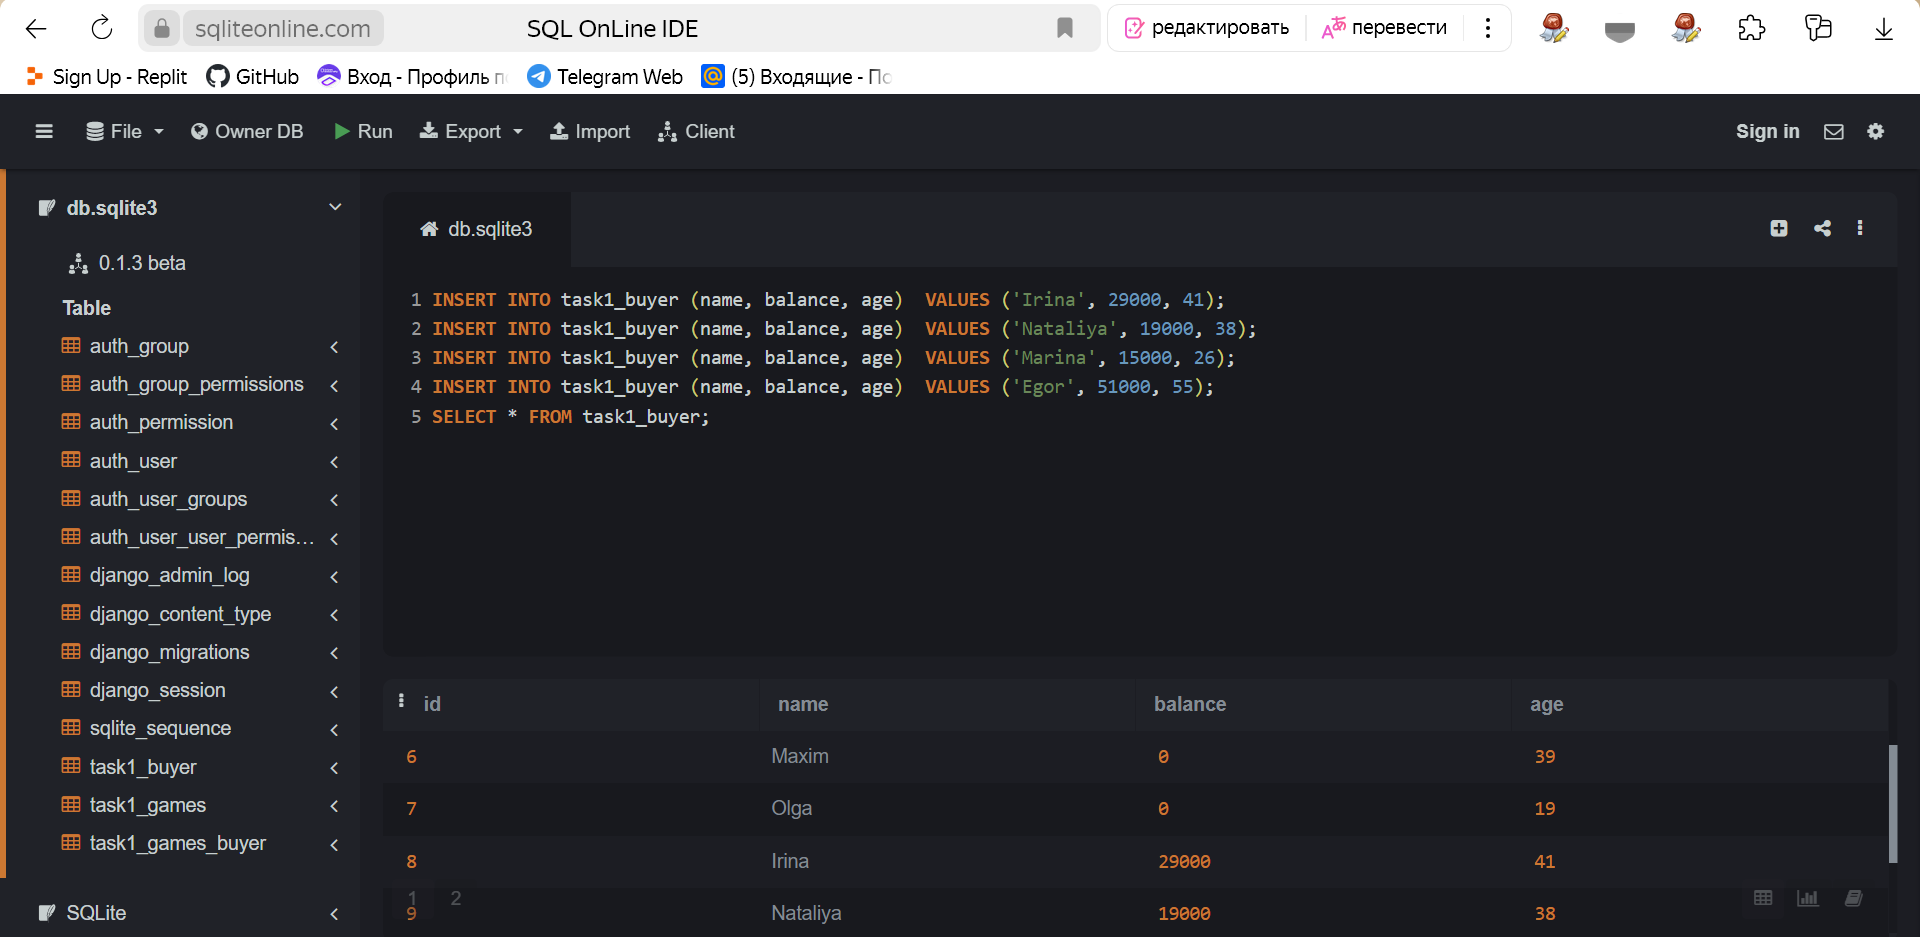 sqliteonline.com SQL OnLine IDE редактировать перевести
Sign Up - Replit GitHub Вход - Профиль п Telegram Web (5) Входящие - По
File Owner DB Run Export Import Client Sign in
db.sqlite3
0.1.3 beta
Table
auth_group
auth_group_permissions
auth_permission
auth_user
auth_user_groups
auth_user_user_permis...
django_admin_log
django_content_type
django_migrations
django_session
sqlite_sequence
task1_buyer
task1_games
task1_games_buyer
SQLite
db.sqlite3
1 INSERT INTO task1_buyer (name, balance, age)  VALUES ('Irina', 29000, 41);
2 INSERT INTO task1_buyer (name, balance, age)  VALUES ('Nataliya', 19000, 38);
3 INSERT INTO task1_buyer (name, balance, age)  VALUES ('Marina', 15000, 26);
4 INSERT INTO task1_buyer (name, balance, age)  VALUES ('Egor', 51000, 55);
5 SELECT * FROM task1_buyer;
id name balance age
6 Maxim 0 39
7 Olga 0 19
8 Irina 29000 41
1 2
9 Nataliya 19000 38